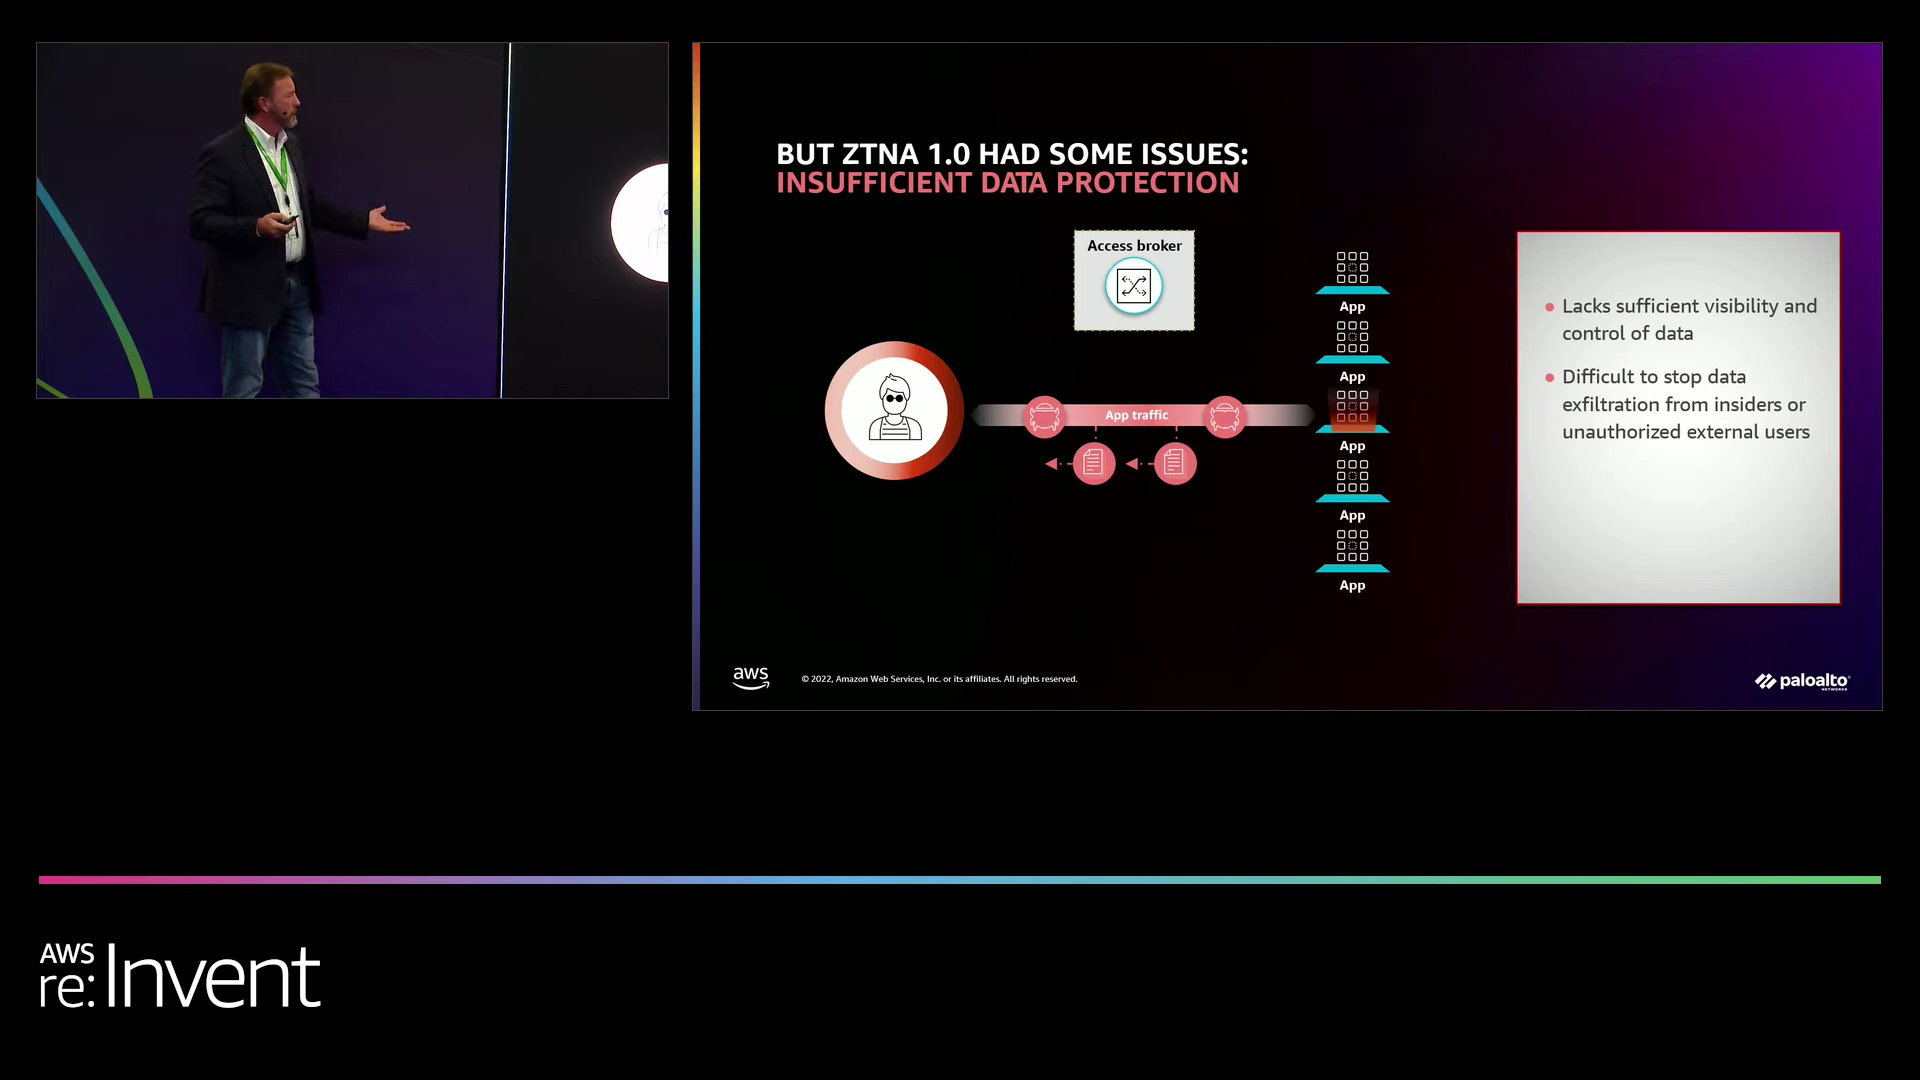 BUT ZTNA 1.0 HAD SOME ISSUES:
INSUFFICIENT DATA PROTECTION
Access broker
App
App
App traffic
App
App
App
Lacks sufficient visibility and
control of data
Difficult to stop data
exfiltration from insiders or
unauthorized external users
aws
© 2022, Amazon Web Services, Inc. or its affiliates. All rights reserved.
paloalto
NETWORKS
AWS
re:Invent